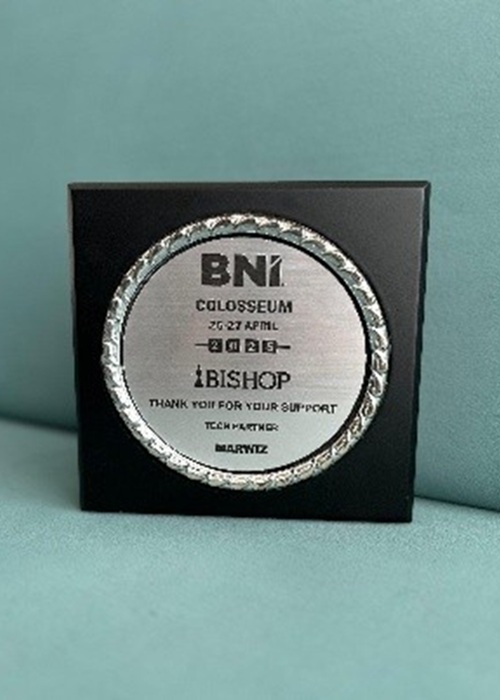 BNI
COLOSSEUM
26-27 APRIL
2025
BISHOP
THANK YOU FOR YOUR SUPPORT
TECH PARTNER
MARWIZ